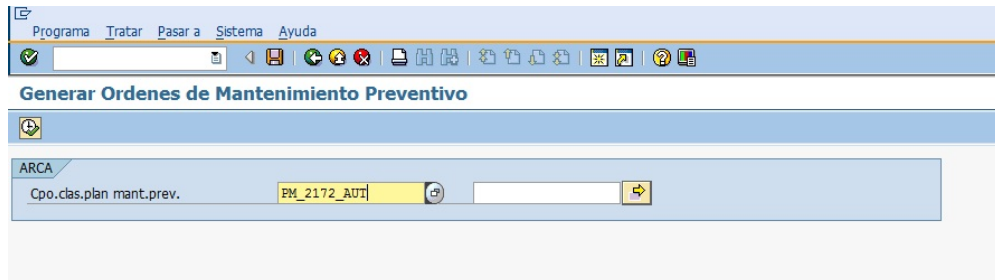 Programa Tratar Pasar a Sistema Ayuda
Generar Ordenes de Mantenimiento Preventivo
ARCA
Cpo.clas.plan mant.prev. PM_2172_AUT